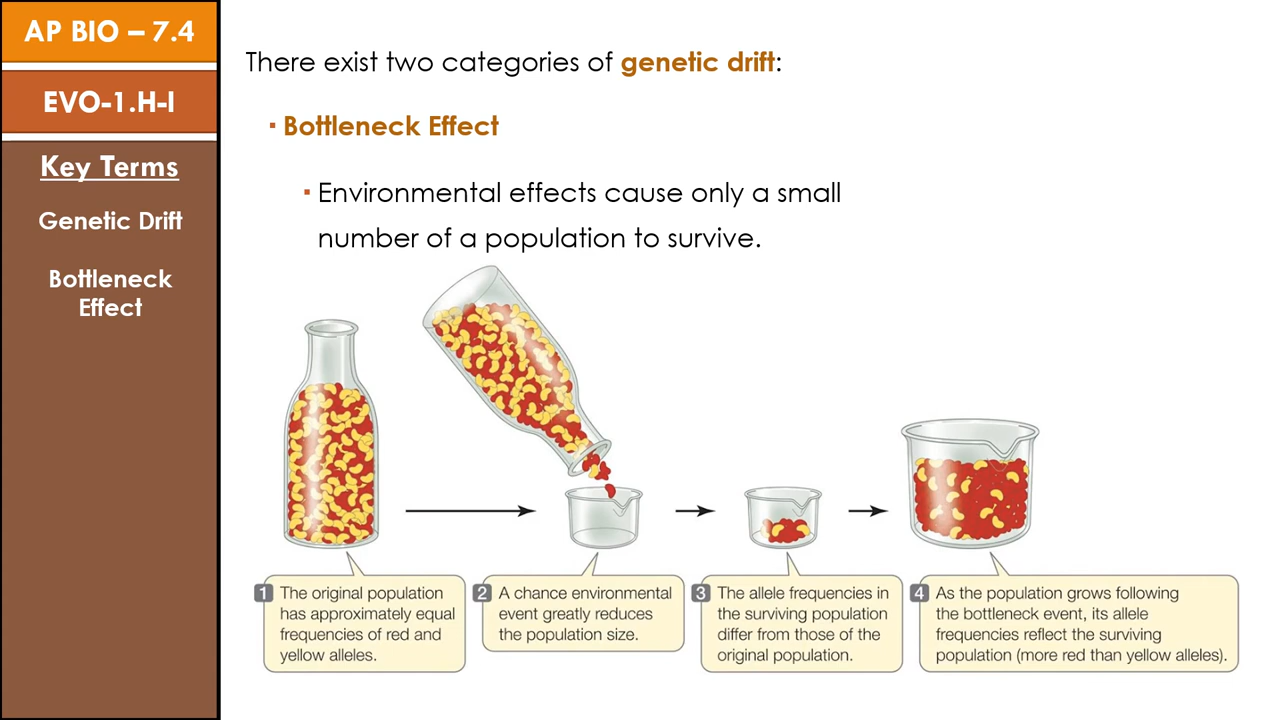 AP BIO – 7.4
EVO-1.H-I
Key Terms
Genetic Drift
Bottleneck
Effect
There exist two categories of genetic drift:
▪ Bottleneck Effect
▪ Environmental effects cause only a small
number of a population to survive.
1 The original population
has approximately equal
frequencies of red and
yellow alleles.
2 A chance environmental
event greatly reduces
the population size.
3 The allele frequencies in
the surviving population
differ from those of the
original population.
4 As the population grows following
the bottleneck event, its allele
frequencies reflect the surviving
population (more red than yellow alleles).